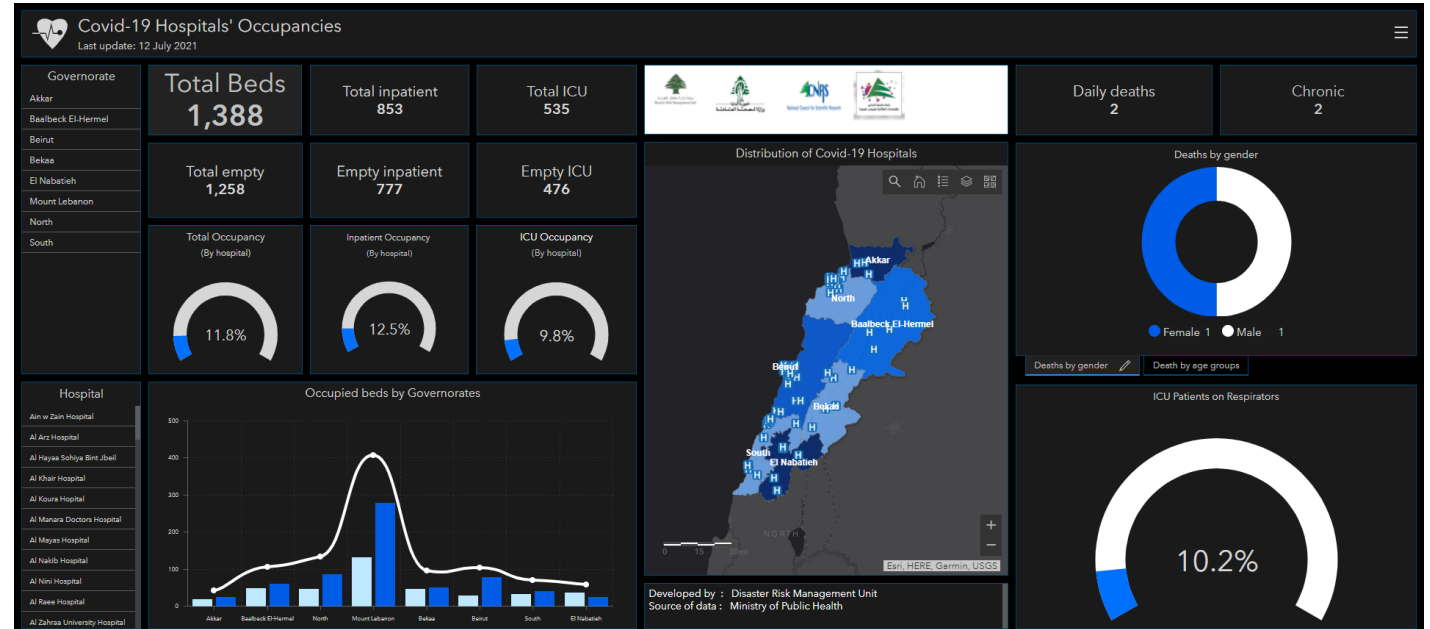 Covid-19 Hospitals' Occupancies
Last update: 12 July 2021
Governorate
Akkar
Baalbeck El-Hermel
Beirut
Bekaa
El Nabatieh
Mount Lebanon
North
South
Total Beds
1,388
Total inpatient
853
Total ICU
535
Total empty
1,258
Empty inpatient
777
Empty ICU
476
Total Occupancy
(By hospital)
11.8%
Inpatient Occupancy
(By hospital)
12.5%
ICU Occupancy
(By hospital)
9.8%
CNRS
National Council for Scientific Research
Daily deaths
2
Chronic
2
Distribution of Covid-19 Hospitals
Akkar
North
Baalbeck El-Hermel
Beirut
Bekaa
South
El Nabatieh
NORTH
0 15 30mi
Esri, HERE, Garmin, USGS
Developed by : Disaster Risk Management Unit
Source of data : Ministry of Public Health
Deaths by gender
Female 1 Male 1
Deaths by gender
Death by age groups
ICU Patients on Respirators
10.2%
Hospital
Ain w Zain Hospital
Al Arz Hospital
Al Hayaa Sohiya Bint Jbeil
Al Khair Hospital
Al Koura Hopital
Al Manara Doctors Hospital
Al Mayas Hospital
Al Nakib Hospital
Al Nini Hospital
Al Raee Hospital
Al Zahraa University Hospital
Occupied beds by Governorates
500
400
300
200
100
0
Akkar Baalbeck El-Hermel North Mount Lebanon Bekaa Beirut South El Nabatieh